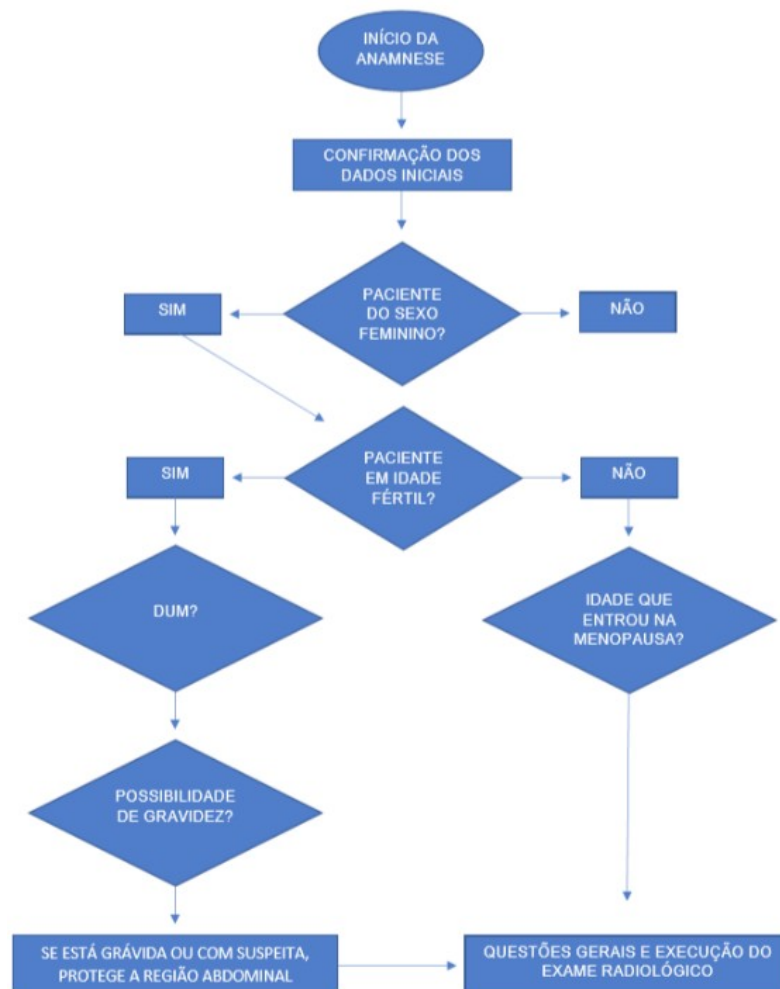 INÍCIO DA
ANAMNESE
CONFIRMAÇÃO DOS
DADOS INICIAIS
PACIENTE
DO SEXO
FEMININO?
SIM
NÃO
PACIENTE
EM IDADE
FÉRTIL?
SIM
NÃO
DUM?
IDADE QUE
ENTROU NA
MENOPAUSA?
POSSIBILIDADE
DE GRAVIDEZ?
SE ESTÁ GRÁVIDA OU COM SUSPEITA,
PROTEGE A REGIÃO ABDOMINAL
QUESTÕES GERAIS E EXECUÇÃO DO
EXAME RADIOLÓGICO